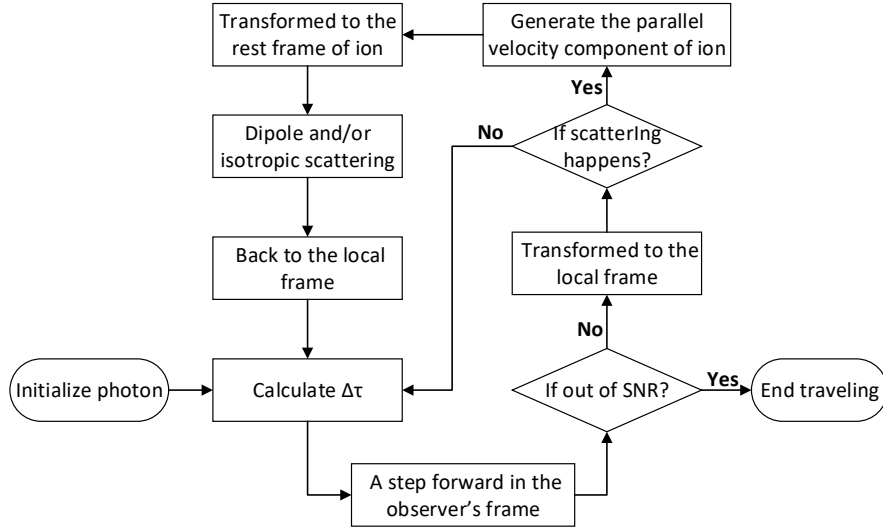 Transformed to the
rest frame of ion
Generate the parallel
velocity component of ion
Yes
No
Dipole and/or
isotropic scattering
If scatterIng
happens?
Back to the local
frame
Transformed to the
local frame
No
Initialize photon
Calculate Δτ
If out of SNR?
Yes
End traveling
A step forward in the
observer’s frame